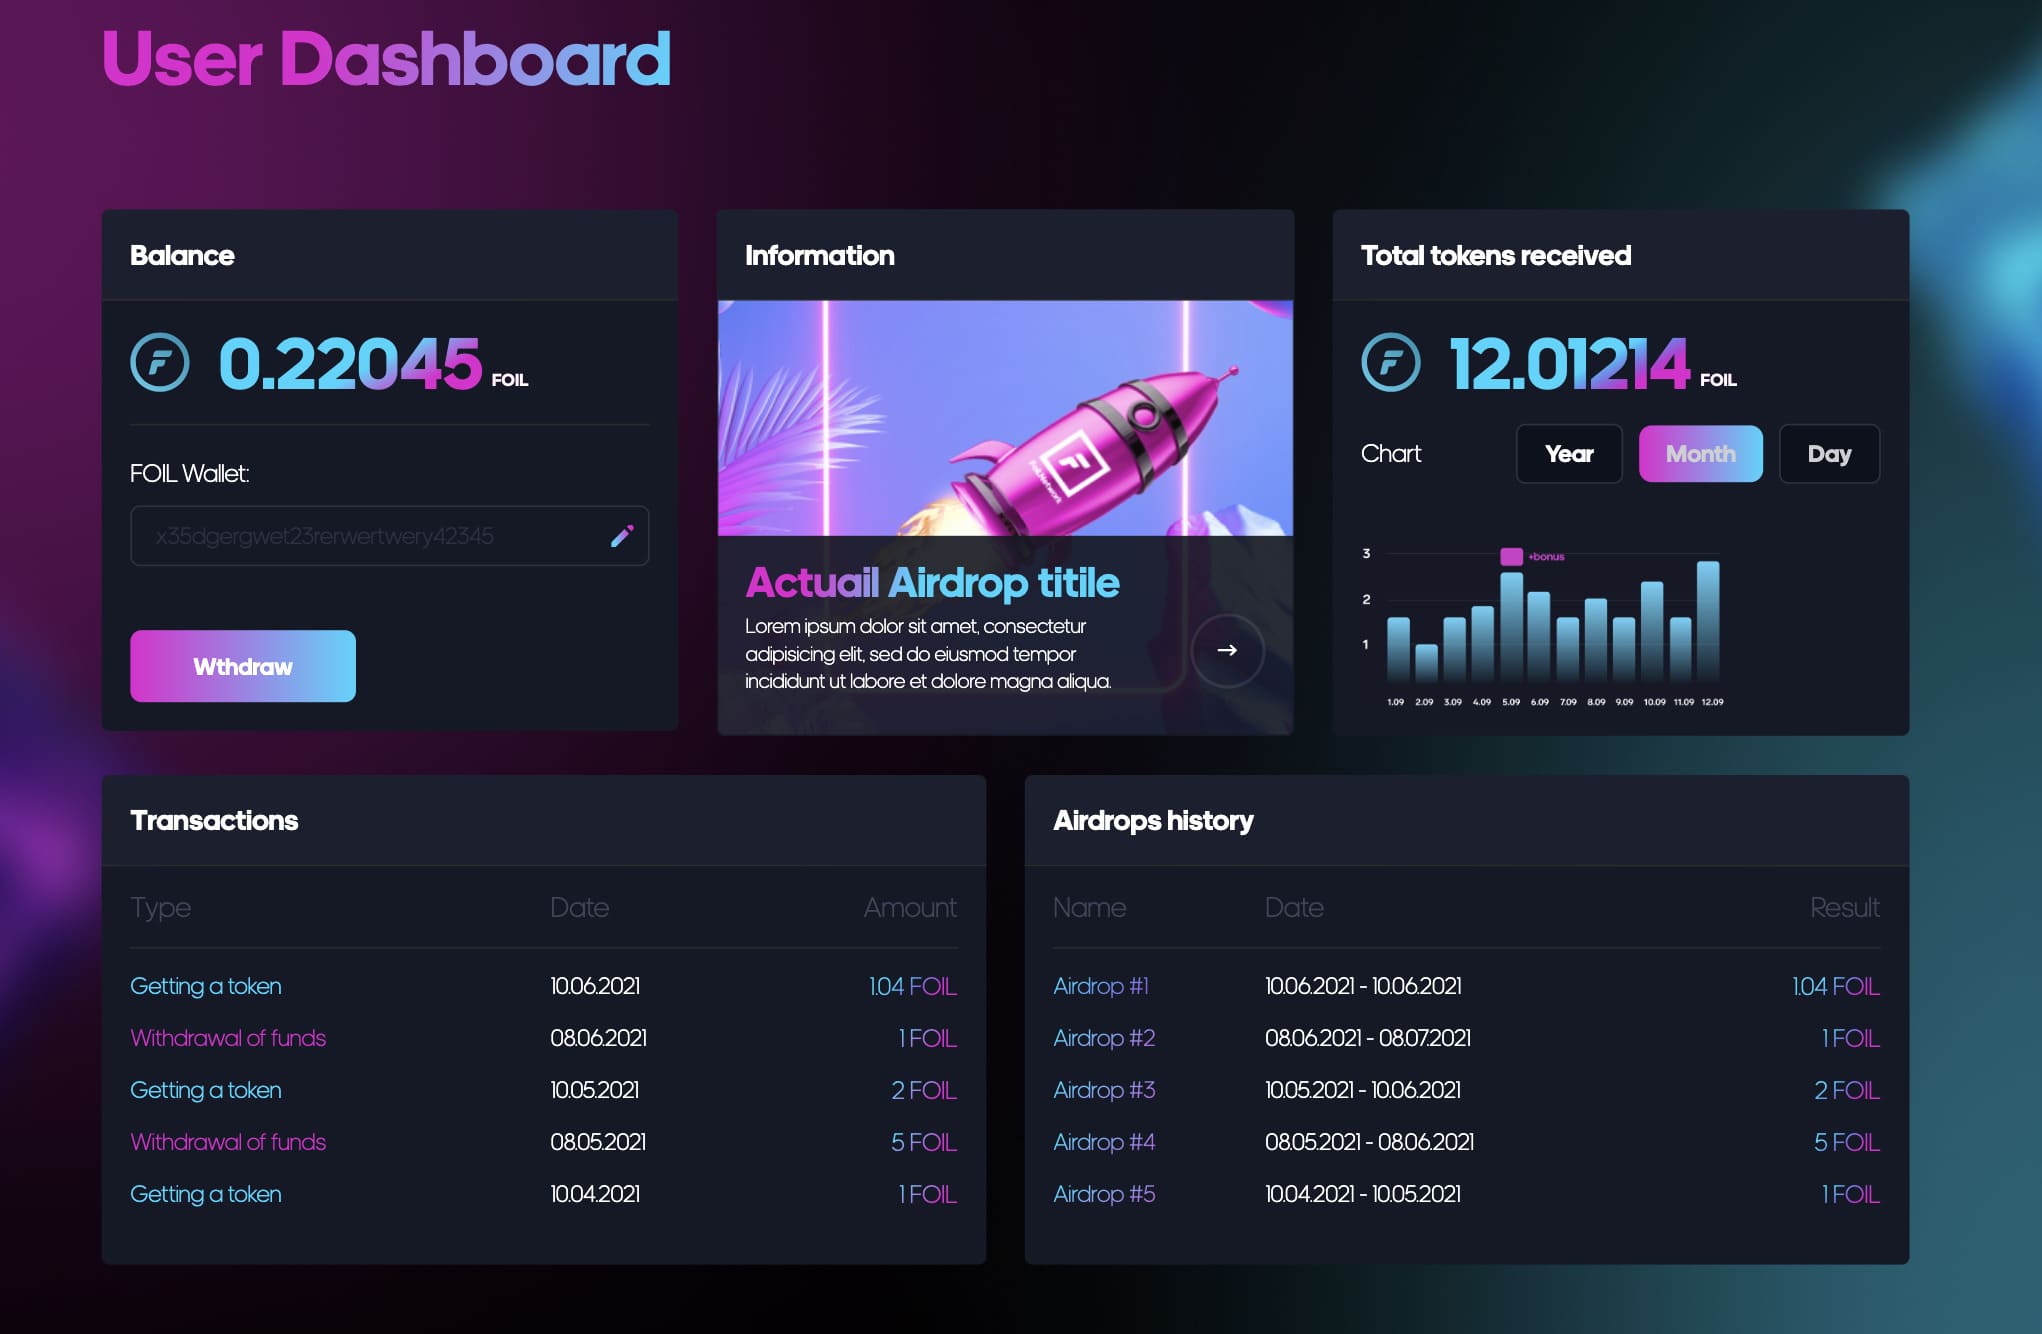 User Dashboard
Balance
0.22045 FOIL
FOIL Wallet:
x35dgergwet23rerwertwery42345
Wthdraw
Information
Foil.Network
Actuail Airdrop titile
Lorem ipsum dolor sit amet, consectetur
adipisicing elit, sed do eiusmod tempor
incididunt ut labore et dolore magna aliqua.
→
Total tokens received
12.01214 FOIL
Chart Year Month Day
+bonus
3
2
1
1.09 2.09 3.09 4.09 5.09 6.09 7.09 8.09 9.09 10.09 11.09 12.09
Transactions
Type Date Amount
Getting a token 10.06.2021 1.04 FOIL
Withdrawal of funds 08.06.2021 1 FOIL
Getting a token 10.05.2021 2 FOIL
Withdrawal of funds 08.05.2021 5 FOIL
Getting a token 10.04.2021 1 FOIL
Airdrops history
Name Date Result
Airdrop #1 10.06.2021 - 10.06.2021 1.04 FOIL
Airdrop #2 08.06.2021 - 08.07.2021 1 FOIL
Airdrop #3 10.05.2021 - 10.06.2021 2 FOIL
Airdrop #4 08.05.2021 - 08.06.2021 5 FOIL
Airdrop #5 10.04.2021 - 10.05.2021 1 FOIL